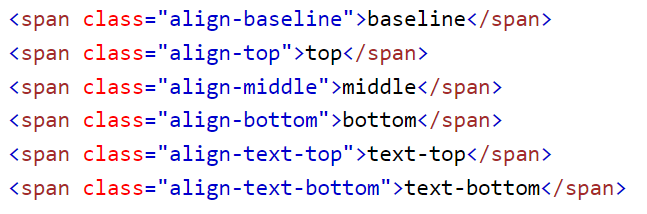 <span class="align-baseline">baseline</span>
<span class="align-top">top</span>
<span class="align-middle">middle</span>
<span class="align-bottom">bottom</span>
<span class="align-text-top">text-top</span>
<span class="align-text-bottom">text-bottom</span>